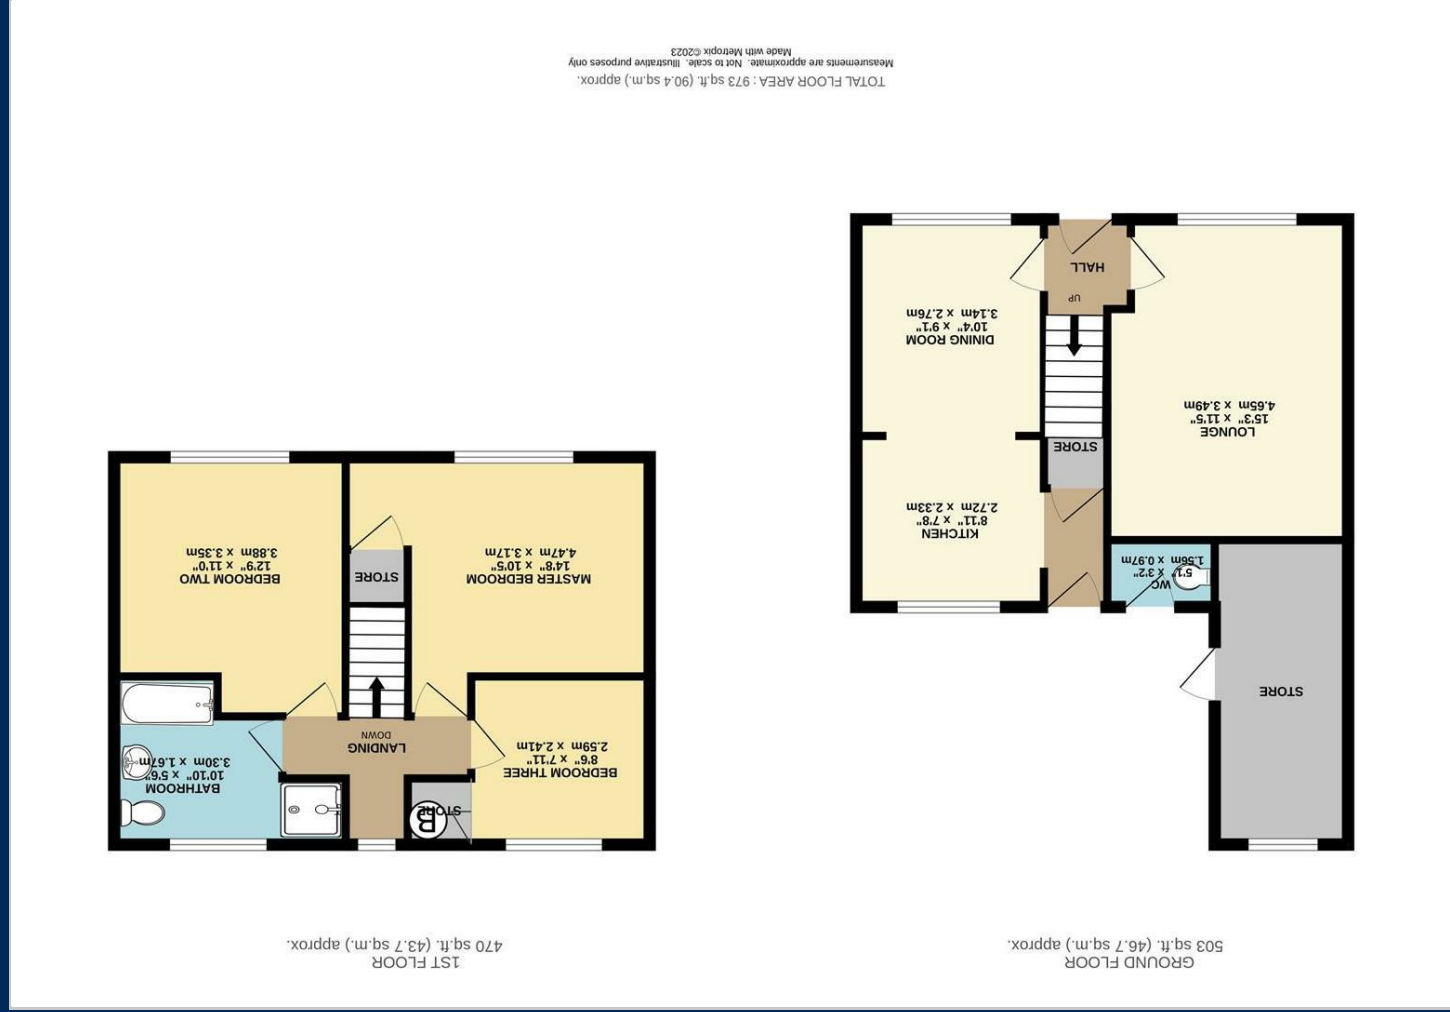 GROUND FLOOR
503 sq.ft. (46.7 sq.m.) approx.
STORE
WC
5'1" x 3'2"
1.56m x 0.97m
KITCHEN
8'11" x 7'8"
2.72m x 2.33m
STORE
LOUNGE
15'3" x 11'5"
4.65m x 3.49m
DINING ROOM
10'4" x 9'1"
3.14m x 2.76m
UP
HALL
1ST FLOOR
470 sq.ft. (43.7 sq.m.) approx.
STORE
B
BATHROOM
10'10" x 5'6"
3.30m x 1.67m
BEDROOM THREE
8'6" x 7'11"
2.59m x 2.41m
LANDING
DOWN
STORE
MASTER BEDROOM
14'8" x 10'5"
4.47m x 3.17m
BEDROOM TWO
12'9" x 11'0"
3.88m x 3.35m
TOTAL FLOOR AREA : 973 sq.ft. (90.4 sq.m.) approx.
Measurements are approximate. Not to scale. Illustrative purposes only
Made with Metropix ©2023